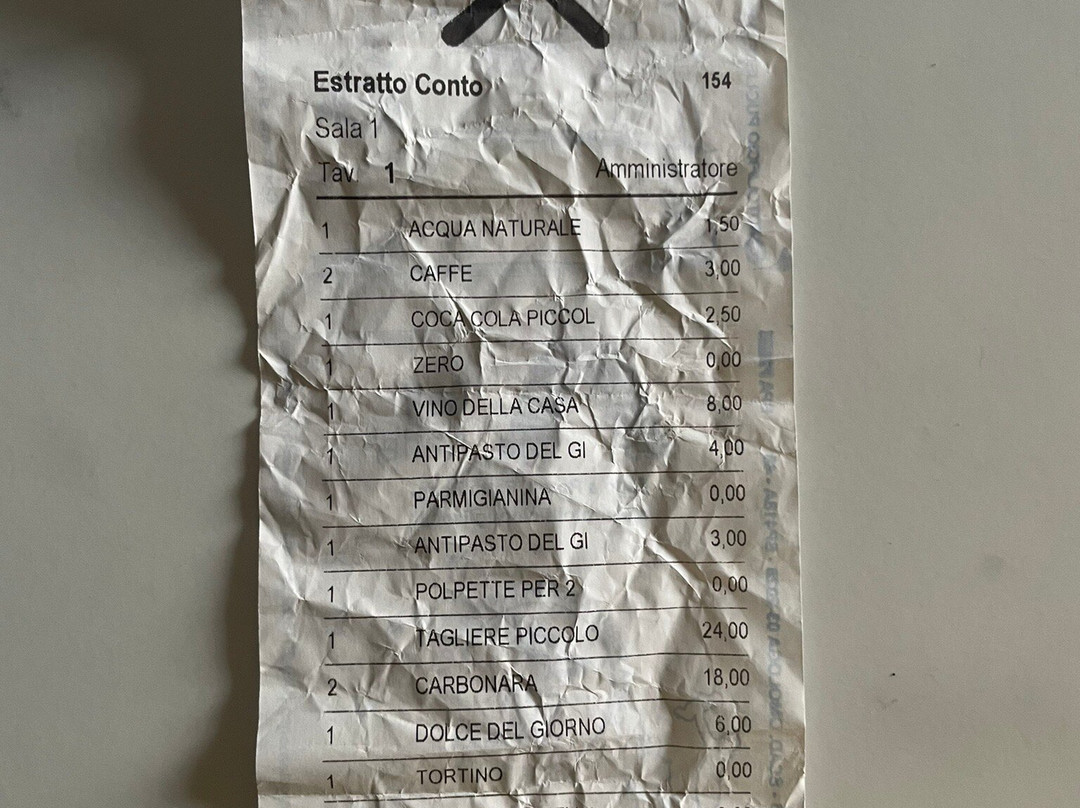 Estratto Conto 154
Sala 1
Tav. 1 Amministratore
1 ACQUA NATURALE 1,50
2 CAFFE 3,00
1 COCA COLA PICCOL 2,50
1 ZERO 0,00
1 VINO DELLA CASA 8,00
1 ANTIPASTO DEL GI 4,00
1 PARMIGIANINA 0,00
1 ANTIPASTO DEL GI 3,00
1 POLPETTE PER 2 0,00
1 TAGLIERE PICCOLO 24,00
2 CARBONARA 18,00
1 DOLCE DEL GIORNO 6,00
1 TORTINO 0,00